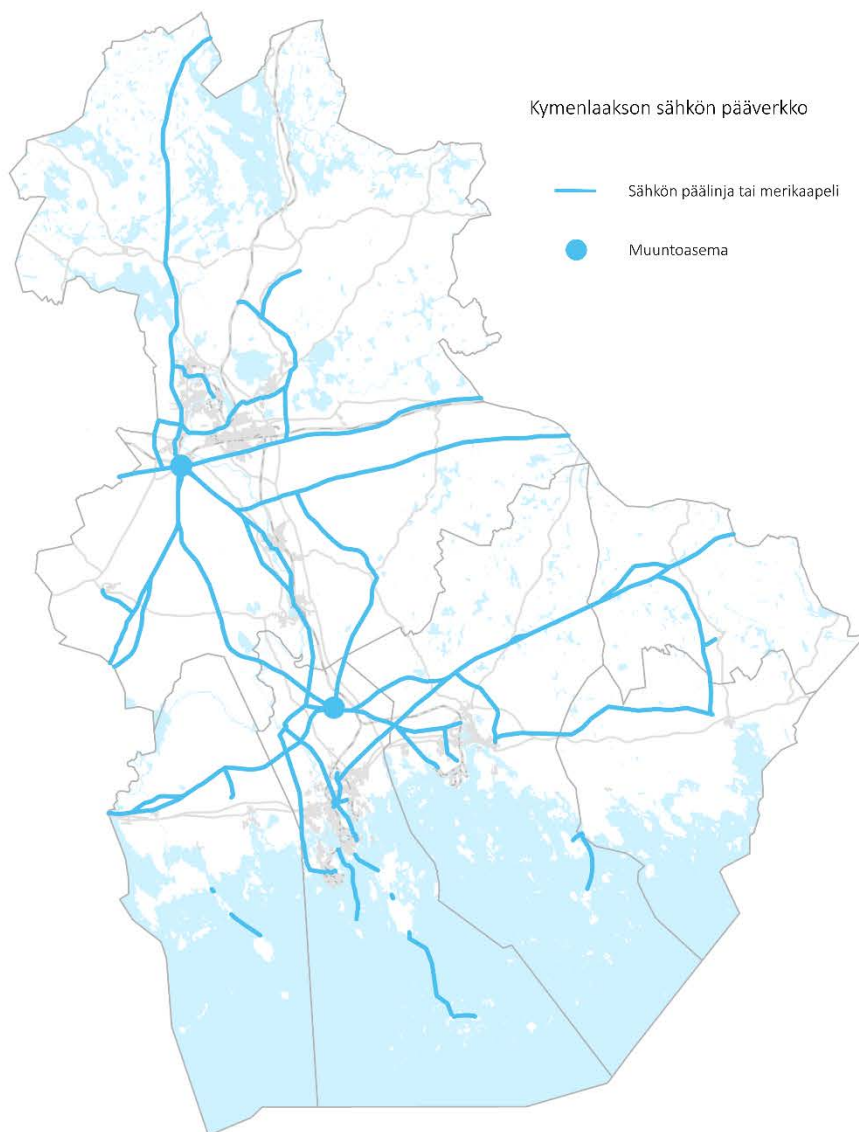 Kymenlaakson sähkön pääverkko
Sähkön päälinja tai merikaapeli
Muuntoasema